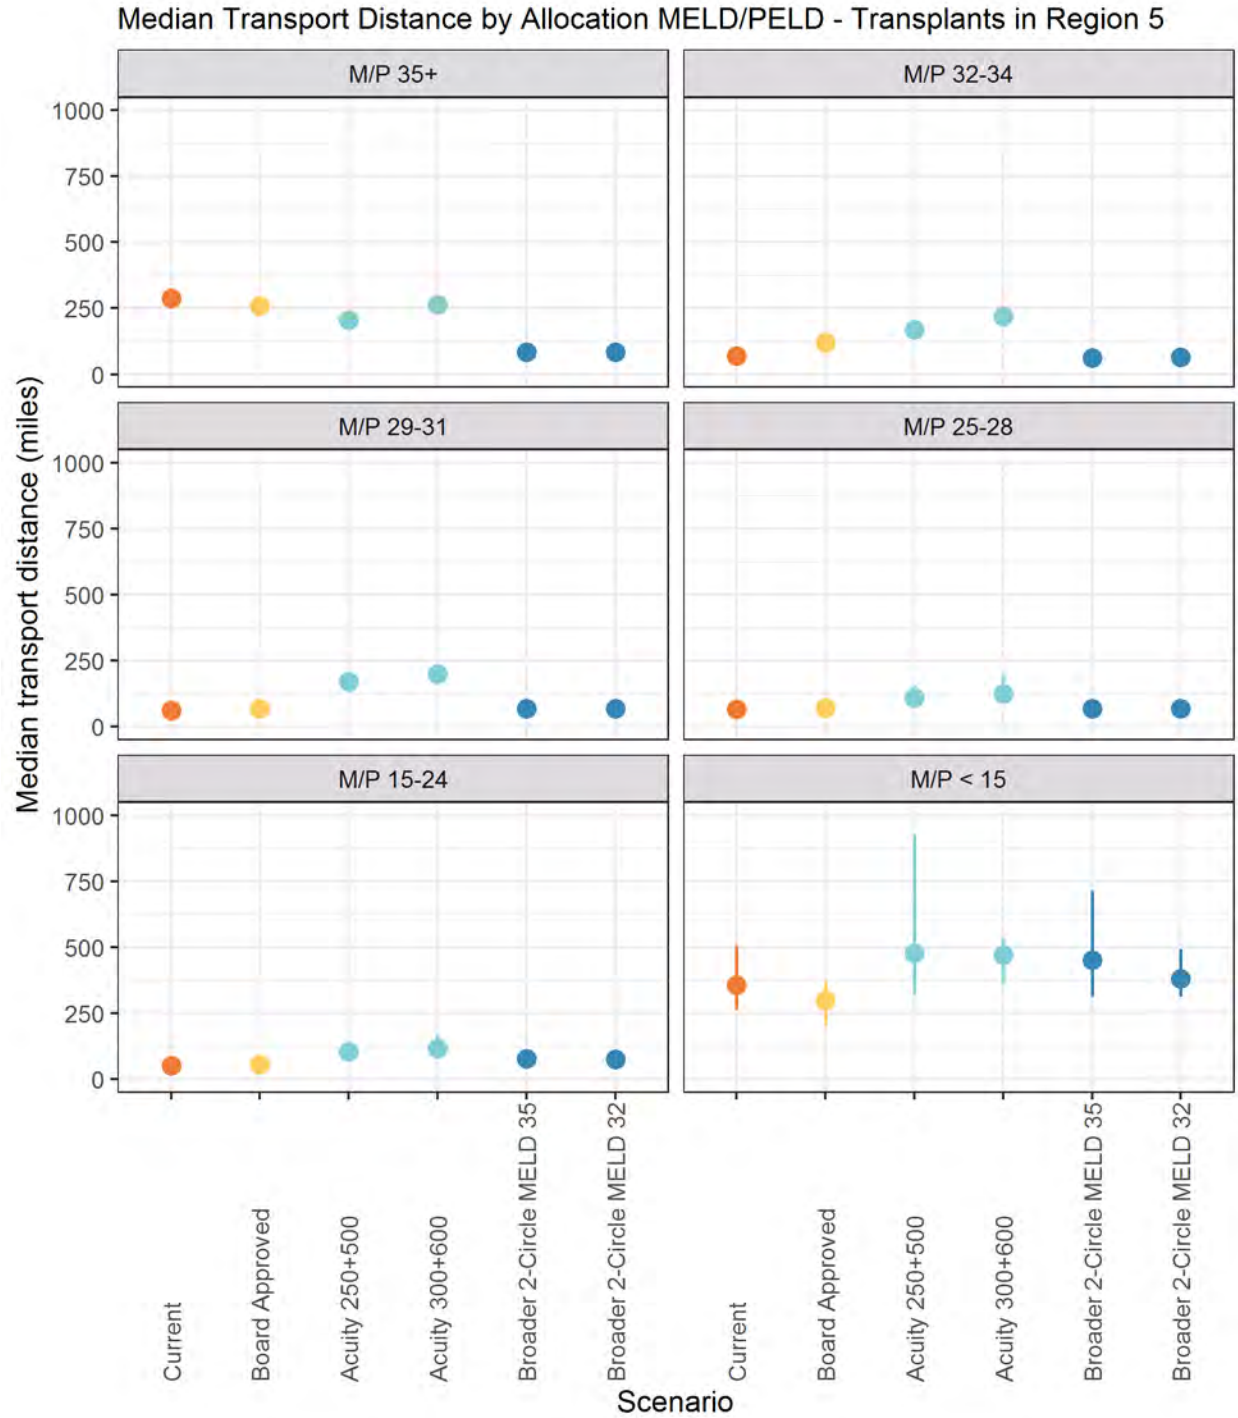 Median Transport Distance by Allocation MELD/PELD - Transplants in Region 5
M/P 35+
M/P 32-34
1000
750
500
250
0
M/P 29-31
M/P 25-28
1000
750
500
250
0
M/P 15-24
M/P < 15
1000
750
500
250
0
Median transport distance (miles)
Current
Board Approved
Acuity 250+500
Acuity 300+600
Broader 2-Circle MELD 35
Broader 2-Circle MELD 32
Current
Board Approved
Acuity 250+500
Acuity 300+600
Broader 2-Circle MELD 35
Broader 2-Circle MELD 32
Scenario